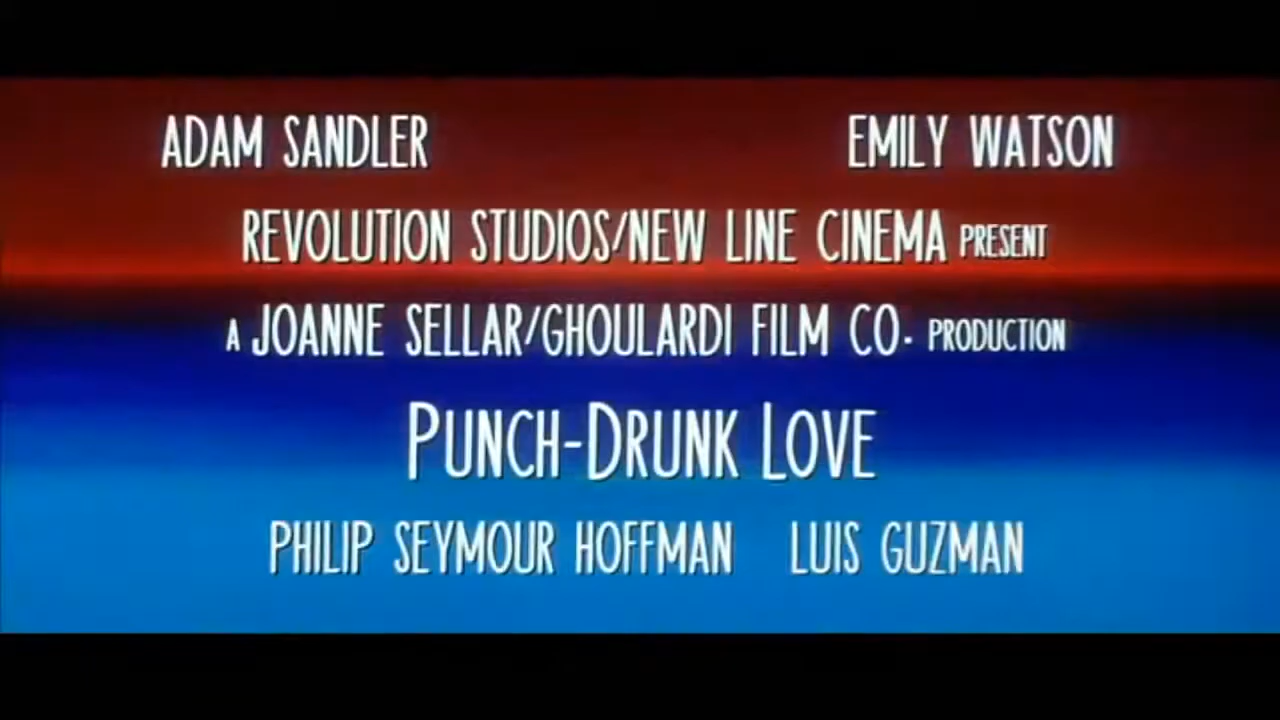 ADAM SANDLER EMILY WATSON
REVOLUTION STUDIOS/NEW LINE CINEMA PRESENT
A JOANNE SELLAR/GHOULARDI FILM CO. PRODUCTION
PUNCH-DRUNK LOVE
PHILIP SEYMOUR HOFFMAN LUIS GUZMAN